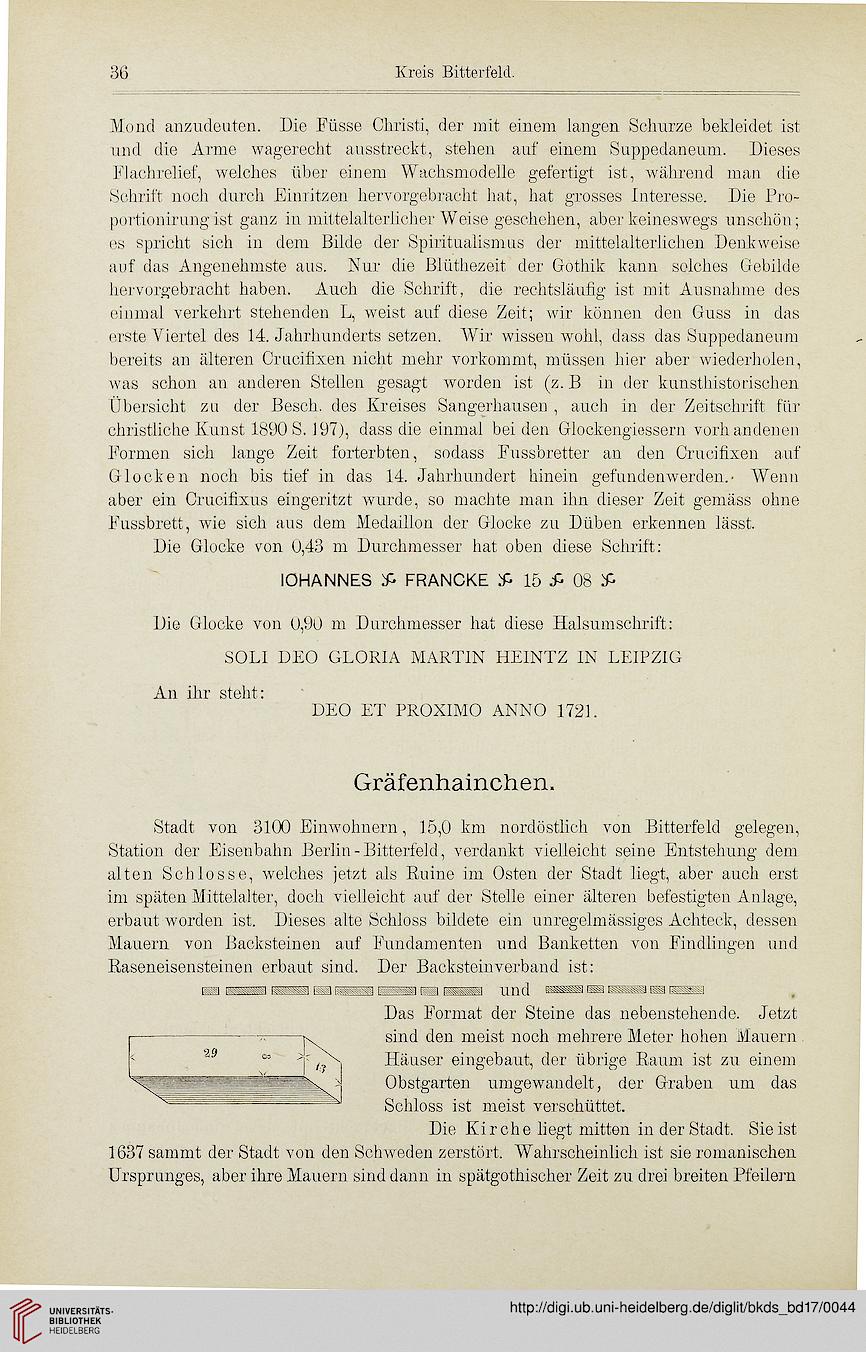 36
Kreis Bitterfeld.
Mond anzudeuten. Die Füsse Christi, der mit einem langen Schurze bekleidet ist
und die Arme wagerecht ausstreckt, stehen auf einem Suppedaneum. Dieses
Flachrelief, welches über einem Wachsmodelle gefertigt ist, während man die
Schrift noch durch Einritzen hervorgebracht hat, hat grosses Interesse. Die Pro-
portionirung ist ganz in mittelalterlicher Weise geschehen, aber keineswegs unschön;
es spricht sich in dem Bilde der Spiritualismus der mittelalterlichen Denkweise
auf das Angenehmste aus. Nur die Blüthezeit der Gothik kann solches Gebilde
hervorgebracht haben. Auch die Schrift, die rechtsläufig ist mit Ausnahme des
einmal verkehrt stehenden L, weist auf diese Zeit; wir können den Guss in das
erste Viertel des 14. Jahrhunderts setzen. Wir wissen wohl, dass das Suppedaneum
bereits an älteren Crucifixen nicht mehr vorkommt, müssen hier aber wiederholen,
was schon an anderen Stellen gesagt worden ist (z. B in der kunsthistorischen
Übersicht zu der Besch. des Kreises Sangerhausen, auch in der Zeitschrift für
christliche Kunst 1890 S. 197), dass die einmal bei den Glockengiessern vorhandenen
Formen sich lange Zeit forterbten, sodass Fussbretter an den Crucifixen auf
Glocken noch bis tief in das 14. Jahrhundert hinein gefundenwerden. Wenn
aber ein Crucifixus eingeritzt wurde, so machte man ihn dieser Zeit gemäss ohne
Fussbrett, wie sich aus dem Medaillon der Glocke zu Düben erkennen lässt.
Die Glocke von 0,43 m Durchmesser hat oben diese Schrift:
IOHANNES FRANCKE 15 08
Die Glocke von 0,90 m Durchmesser hat diese Halsumschrift:
SOLI DEO GLORIA MARTIN HEINTZ IN LEIPZIG
An ihr steht:
DEO ET PROXIMO ANNO 1721.
Gräfenhainchen.
Stadt von 3100 Einwohnern, 15,0 km nordöstlich von Bitterfeld gelegen,
Station der Eisenbahn Berlin-Bitterfeld, verdankt vielleicht seine Entstehung dem
alten Schlosse, welches jetzt als Ruine im Osten der Stadt liegt, aber auch erst
im späten Mittelalter, doch vielleicht auf der Stelle einer älteren befestigten Anlage,
erbaut worden ist. Dieses alte Schloss bildete ein unregelmässiges Achteck, dessen
Mauern von Backsteinen auf Fundamenten und Banketten von Findlingen und
Raseneisensteinen erbaut sind. Der Backsteinverband ist:
und
Das Format der Steine das nebenstehende. Jetzt
sind den meist noch mehrere Meter hohen Mauern
Häuser eingebaut, der übrige Raum ist zu einem
Obstgarten umgewandelt, der Graben um das
Schloss ist meist verschüttet.
29
8
13
Die Kirche liegt mitten in der Stadt. Sie ist
1637 sammt der Stadt von den Schweden zerstört. Wahrscheinlich ist sie romanischen
Ursprunges, aber ihre Mauern sind dann in spätgothischer Zeit zu drei breiten Pfeilern
UNIVERSITÄTS-
BIBLIOTHEK
HEIDELBERG
http://digi.ub.uni-heidelberg.de/diglit/bkds_bd17/0044